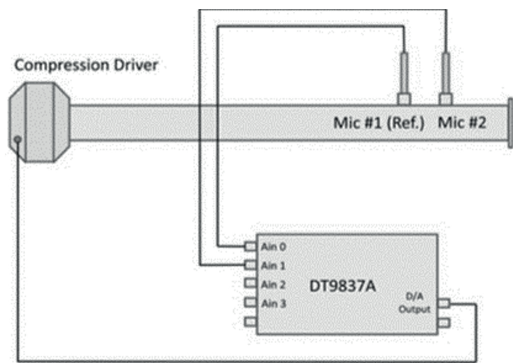 Compression Driver
Mic #1 (Ref.) Mic #2
Ain 0
Ain 1
Ain 2
Ain 3
DT9837A
D/A
Output